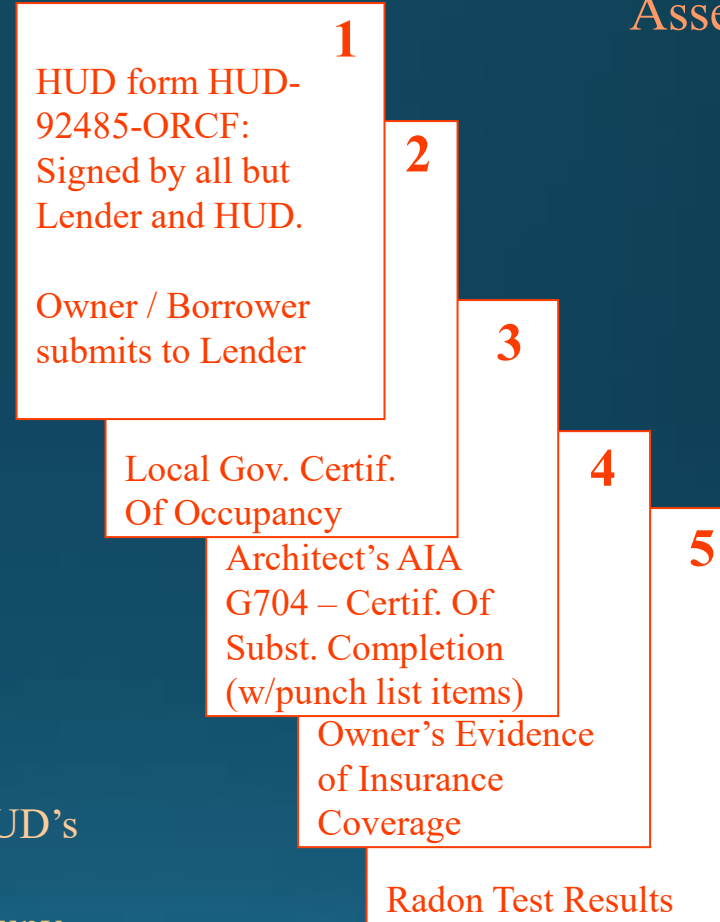 Asse
1
HUD form HUD-
92485-ORCF:
Signed by all but
Lender and HUD.
Owner / Borrower
submits to Lender
2
Local Gov. Certif.
Of Occupancy
3
Architect’s AIA
G704 – Certif. Of
Subst. Completion
(w/punch list items)
4
Owner’s Evidence
of Insurance
Coverage
5
Radon Test Results
UD’s